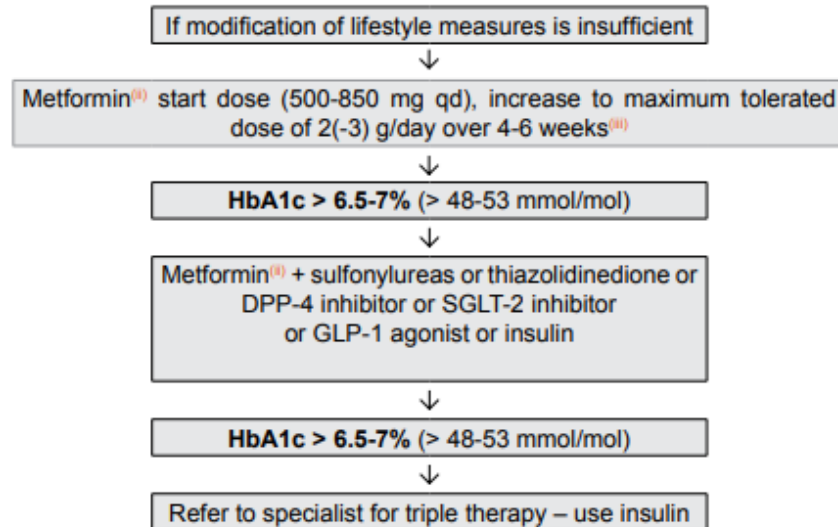 If modification of lifestyle measures is insufficient
↓
Metformin(ii) start dose (500-850 mg qd), increase to maximum tolerated
dose of 2(-3) g/day over 4-6 weeks(iii)
↓
HbA1c > 6.5-7% (> 48-53 mmol/mol)
↓
Metformin(ii) + sulfonylureas or thiazolidinedione or
DPP-4 inhibitor or SGLT-2 inhibitor
or GLP-1 agonist or insulin
↓
HbA1c > 6.5-7% (> 48-53 mmol/mol)
↓
Refer to specialist for triple therapy – use insulin